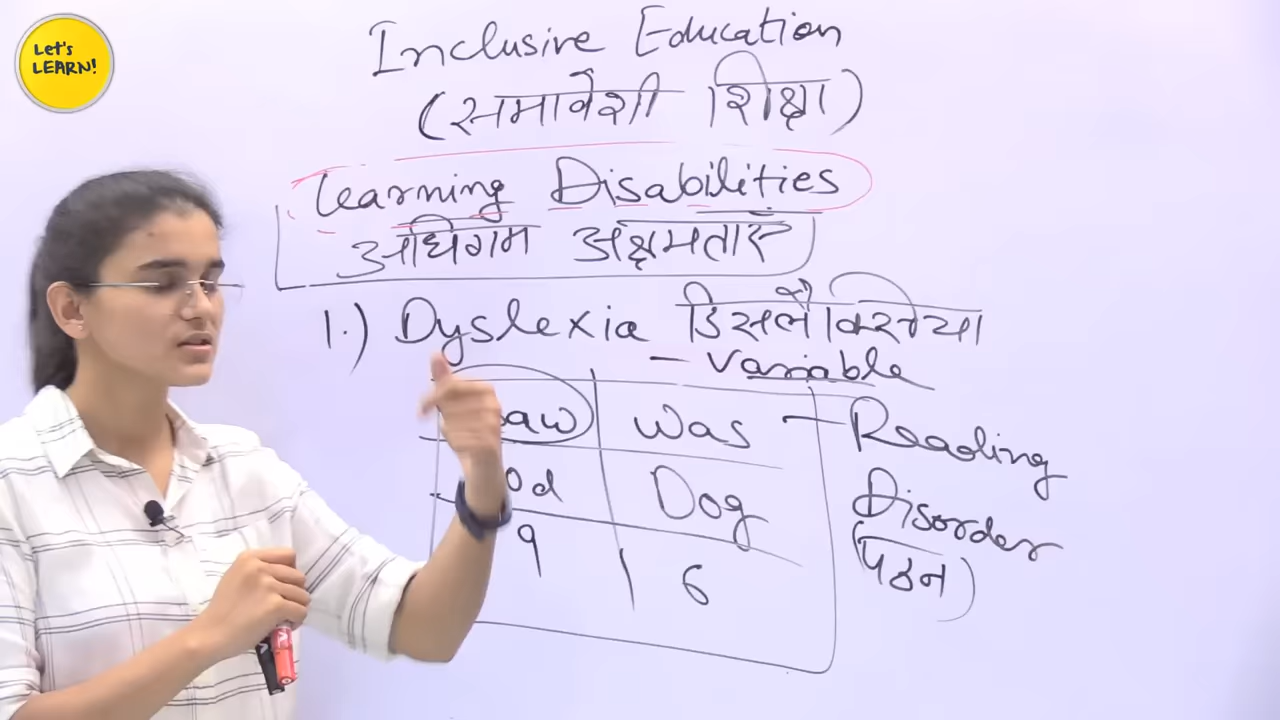 Let's
LEARN!
Inclusive Education
(समावेशी शिक्षा)
Learning Disabilities
अधिगम अक्षमताएँ
1.) Dyslexia डिसलैक्सिया
– Variable
Was – Reading
Dog Disorder
9 6 (पठन)